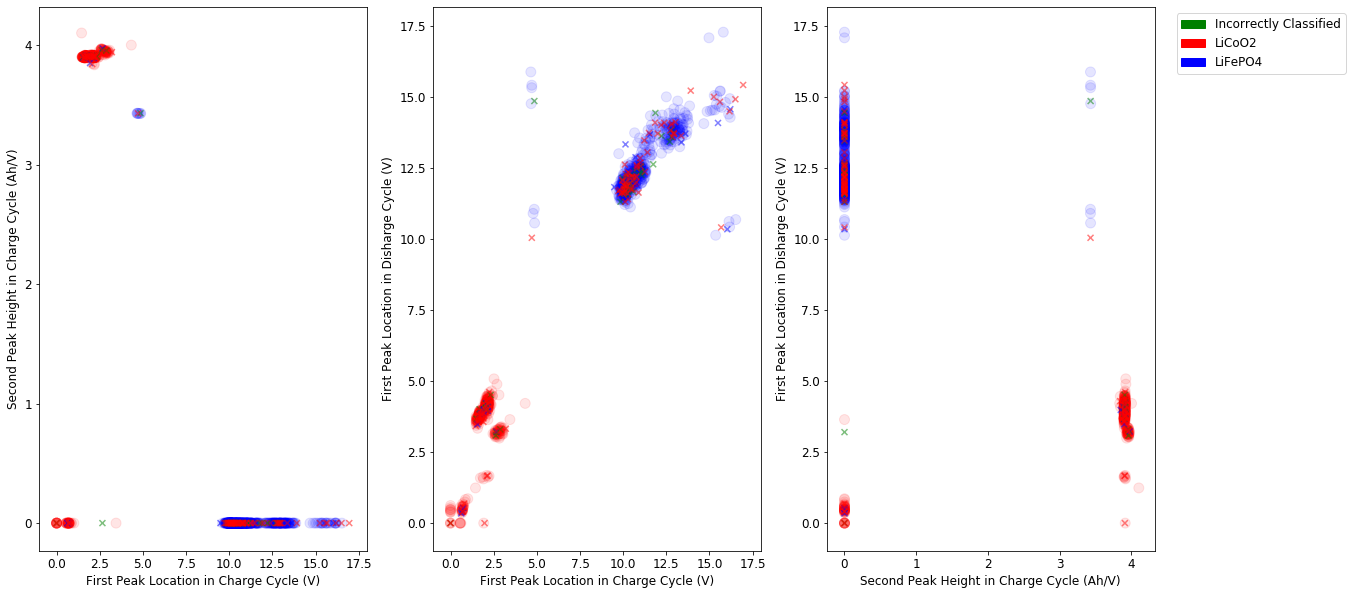 Incorrectly Classified
LiCoO2
LiFePO4
4
3
2
1
0
Second Peak Height in Charge Cycle (Ah/V)
0.0 2.5 5.0 7.5 10.0 12.5 15.0 17.5
First Peak Location in Charge Cycle (V)
17.5
15.0
12.5
10.0
7.5
5.0
2.5
0.0
First Peak Location in Disharge Cycle (V)
0.0 2.5 5.0 7.5 10.0 12.5 15.0 17.5
First Peak Location in Charge Cycle (V)
17.5
15.0
12.5
10.0
7.5
5.0
2.5
0.0
First Peak Location in Disharge Cycle (V)
0 1 2 3 4
Second Peak Height in Charge Cycle (Ah/V)